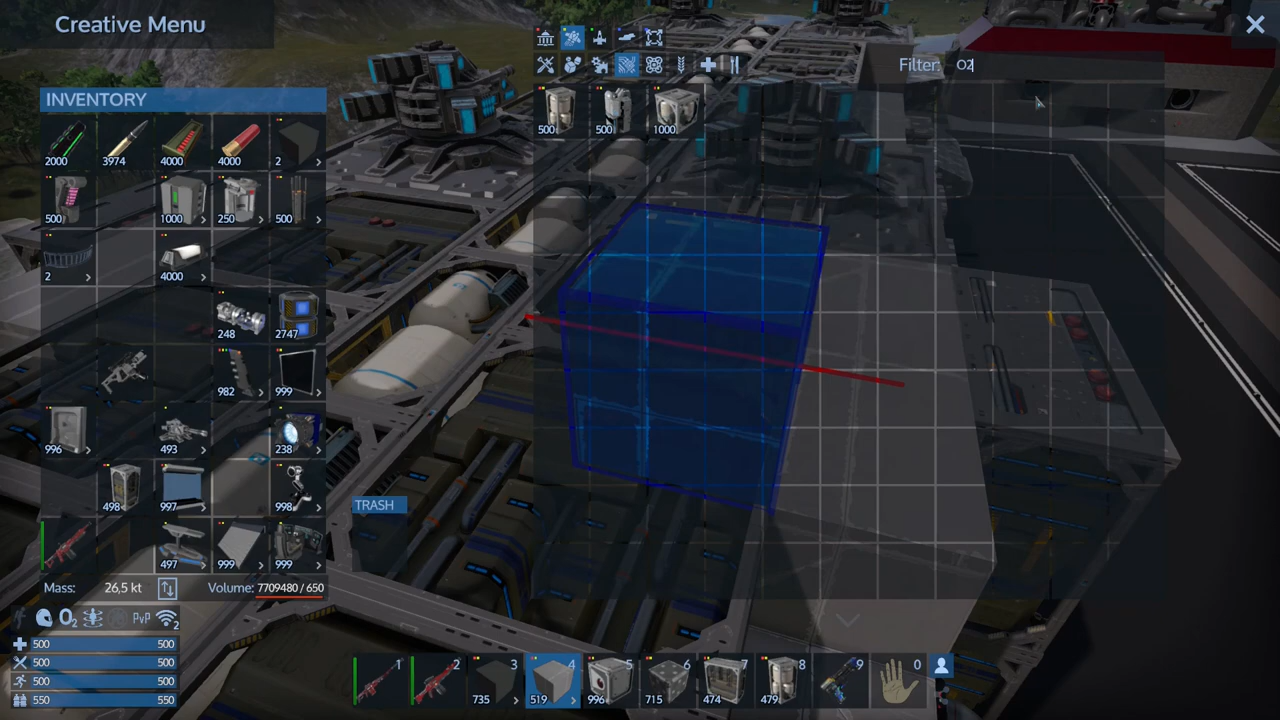 Creative Menu
Filter: O2
INVENTORY
2000 3974 4000 4000 2
500 1000 250 500
2 4000
248 2747
982 999
996 493 238
498 997 998
497 999 999
500 500 1000
TRASH
Mass: 26,5 kt Volume: 7709480 / 650
O2 PvP 2
500 500
500 500
500 500
550 550
1 2 3 4 5 6 7 8 9 0
735 519 996 715 474 479